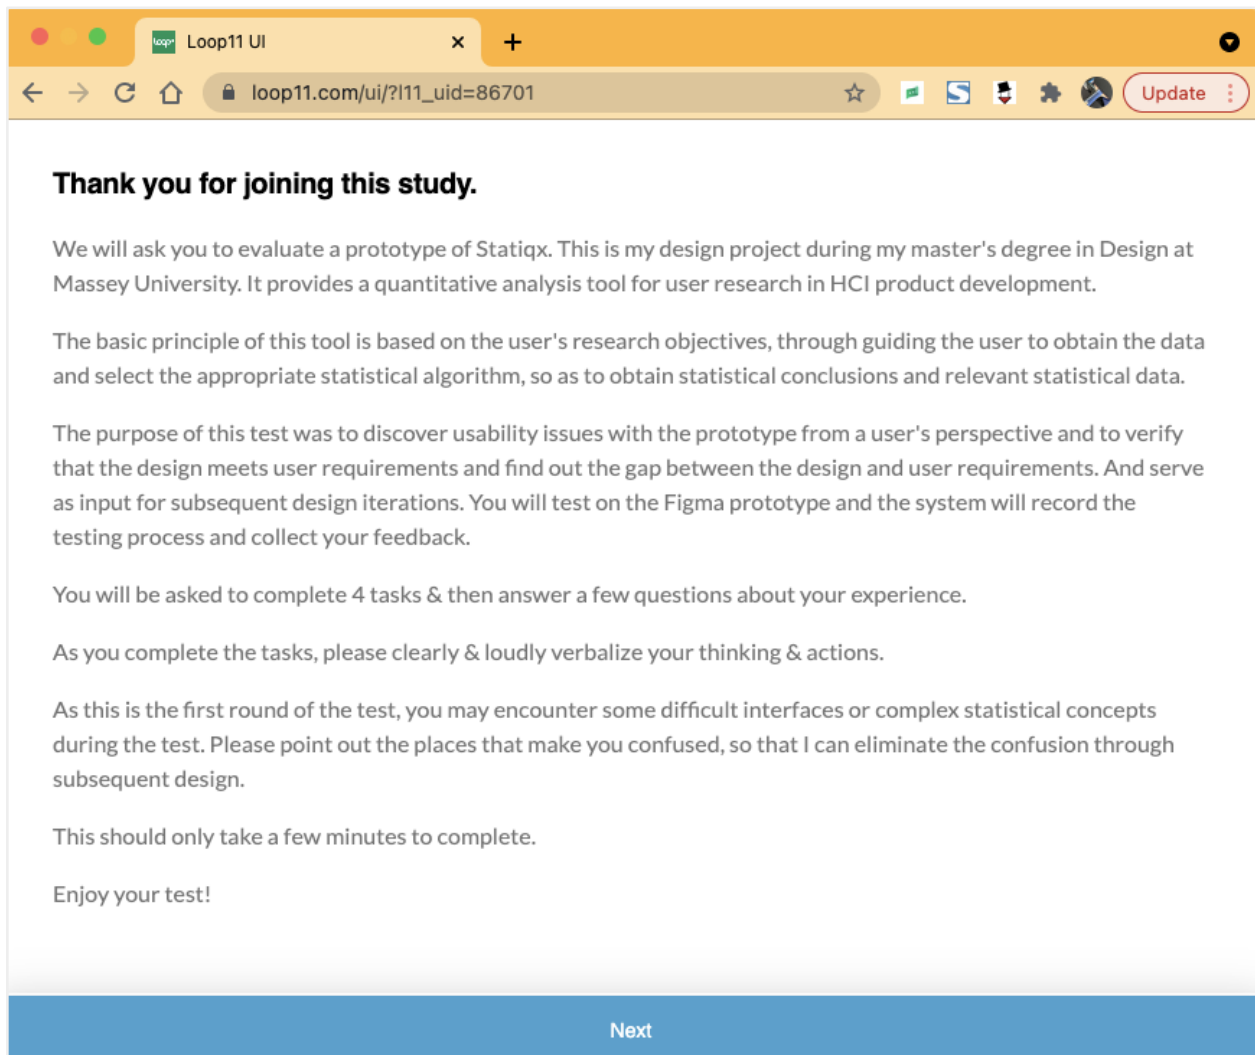 Loop11 UI
loop11.com/ui/?l11_uid=86701
Update
Thank you for joining this study.
We will ask you to evaluate a prototype of Statiqx. This is my design project during my master's degree in Design at
Massey University. It provides a quantitative analysis tool for user research in HCI product development.
The basic principle of this tool is based on the user's research objectives, through guiding the user to obtain the data
and select the appropriate statistical algorithm, so as to obtain statistical conclusions and relevant statistical data.
The purpose of this test was to discover usability issues with the prototype from a user's perspective and to verify
that the design meets user requirements and find out the gap between the design and user requirements. And serve
as input for subsequent design iterations. You will test on the Figma prototype and the system will record the
testing process and collect your feedback.
You will be asked to complete 4 tasks & then answer a few questions about your experience.
As you complete the tasks, please clearly & loudly verbalize your thinking & actions.
As this is the first round of the test, you may encounter some difficult interfaces or complex statistical concepts
during the test. Please point out the places that make you confused, so that I can eliminate the confusion through
subsequent design.
This should only take a few minutes to complete.
Enjoy your test!
Next